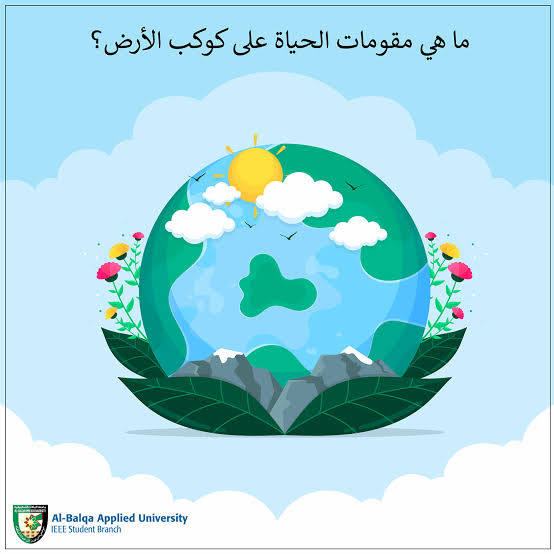 ما هي مقومات الحياة على كوكب الأرض؟
Al-Balqa Applied University
IEEE Student Branch